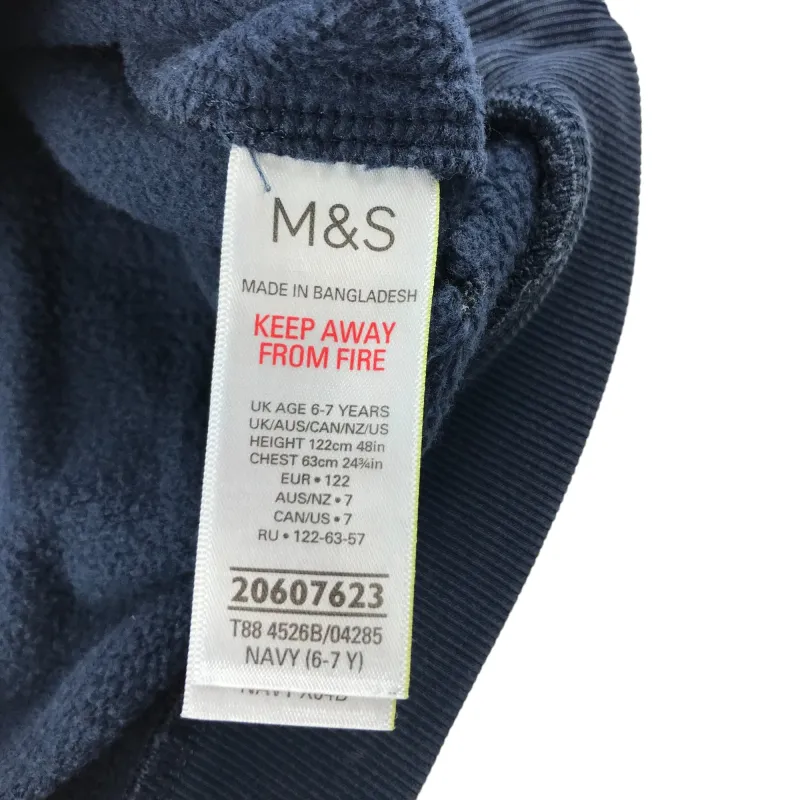 M&S
MADE IN BANGLADESH
KEEP AWAY
FROM FIRE
UK AGE 6-7 YEARS
UK/AUS/CAN/NZ/US
HEIGHT 122cm 48in
CHEST 63cm 24¾in
EUR • 122
AUS/NZ • 7
CAN/US • 7
RU • 122-63-57
20607623
T88 4526B/04285
NAVY (6-7 Y)